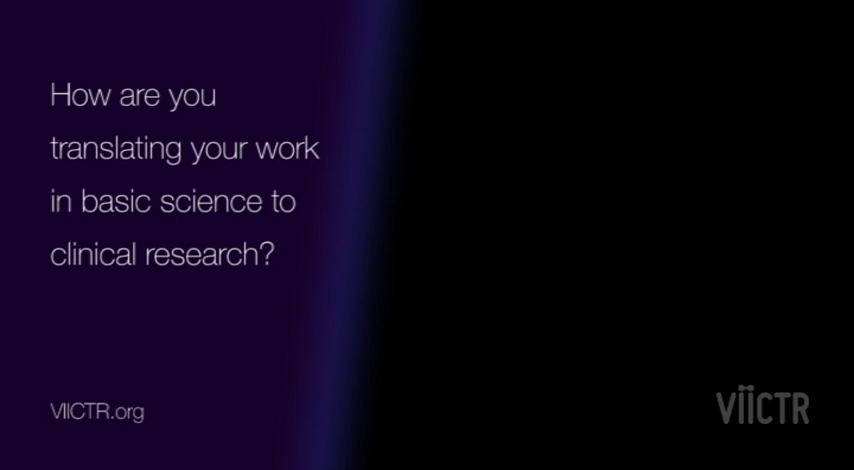 How are you
translating your work
in basic science to
clinical research?
VIICTR.org
VIICTR